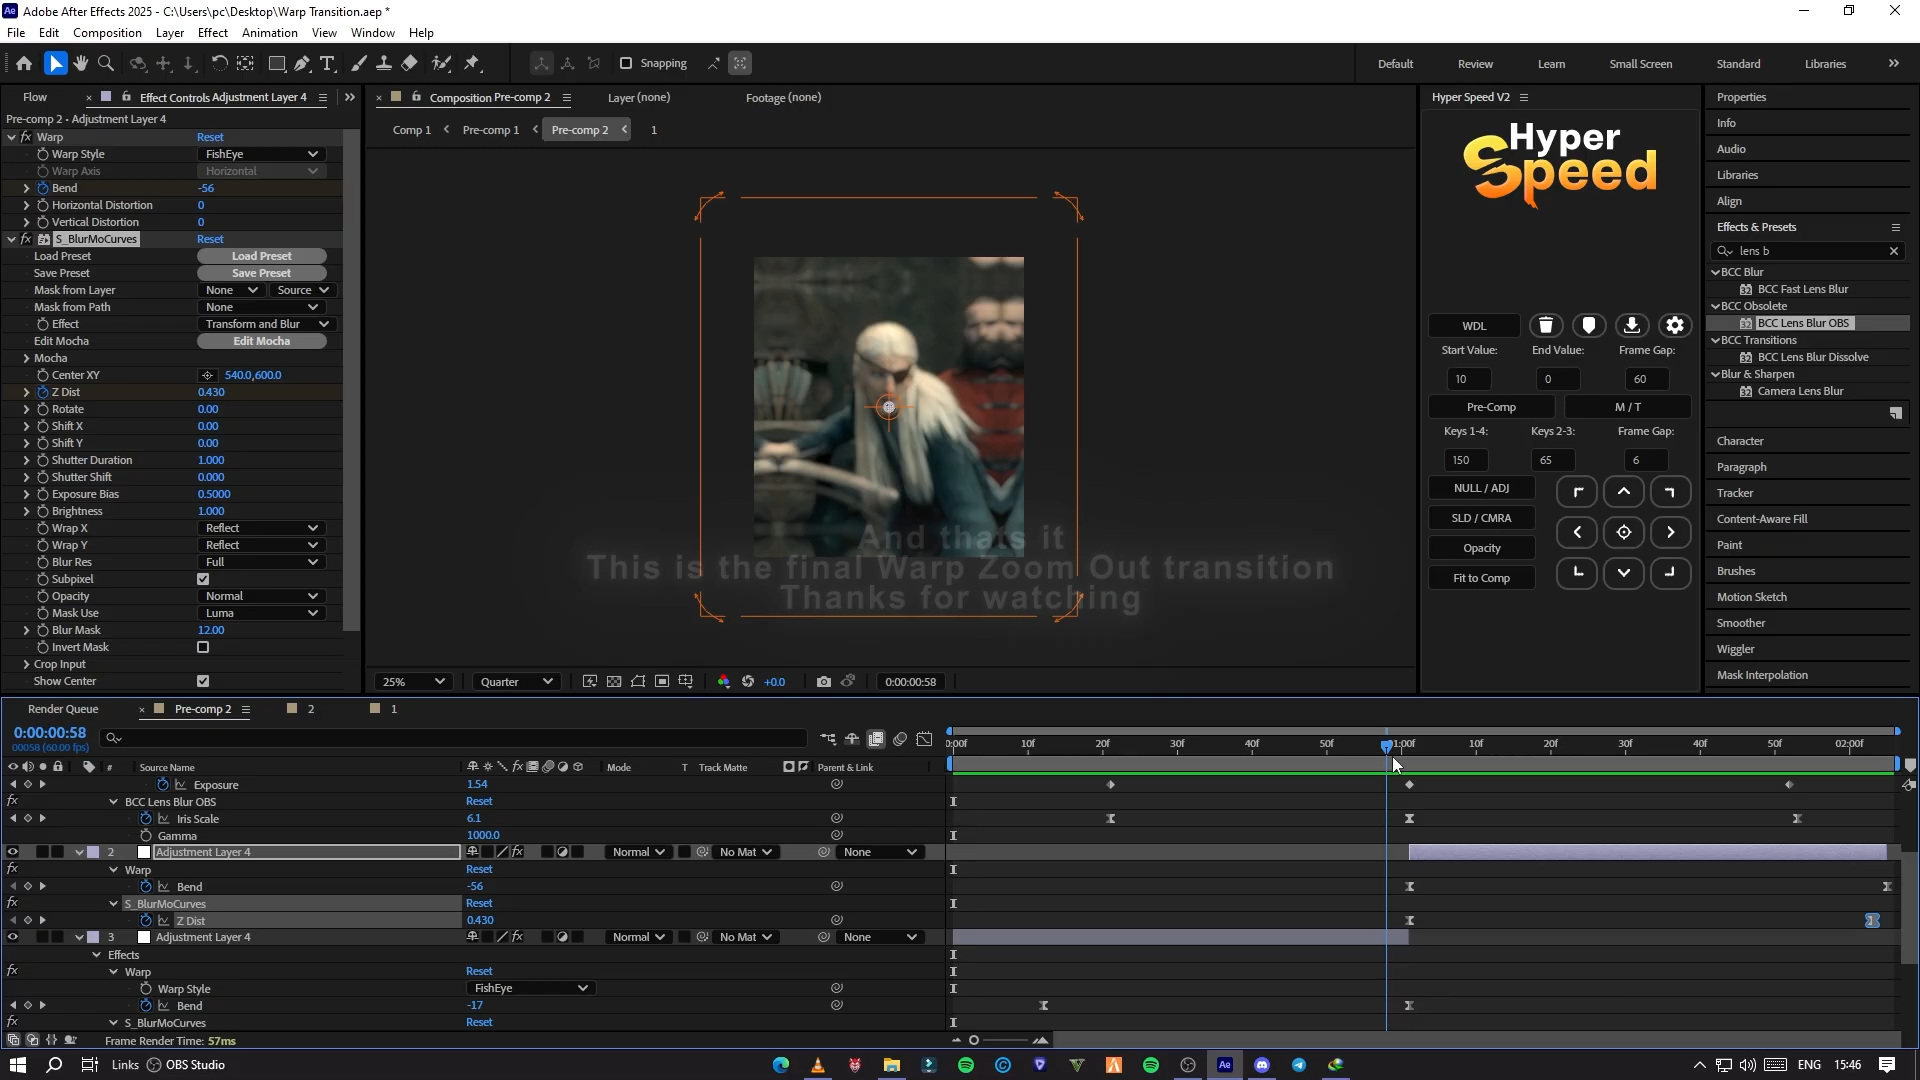 Adobe After Effects 2025 - C:\Users\pc\Desktop\Warp Transition.aep *
File Edit Composition Layer Effect Animation View Window Help
Snapping
Default Review Learn Small Screen Standard Libraries
Flow
Effect Controls Adjustment Layer 4
Pre-comp 2 • Adjustment Layer 4
fx Warp Reset
Warp Style FishEye
Warp Axis Horizontal
Bend -56
Horizontal Distortion 0
Vertical Distortion 0
fx S_BlurMoCurves Reset
Load Preset Load Preset
Save Preset Save Preset
Mask from Layer None Source
Mask from Path None
Effect Transform and Blur
Edit Mocha Edit Mocha
Mocha
Center XY 540.0,600.0
Z Dist 0.430
Rotate 0.00
Shift X 0.00
Shift Y 0.00
Shutter Duration 1.000
Shutter Shift 0.000
Exposure Bias 0.5000
Brightness 1.000
Wrap X Reflect
Wrap Y Reflect
Blur Res Full
Subpixel
Opacity Normal
Mask Use Luma
Blur Mask 12.00
Invert Mask
Crop Input
Show Center
Composition Pre-comp 2
Layer (none)
Footage (none)
Comp 1 Pre-comp 1 Pre-comp 2 1
And thats it
This is the final Warp Zoom Out transition
Thanks for watching
25% Quarter +0.0 0:00:00:58
Hyper Speed V2
Hyper
Speed
WDL
Start Value: End Value: Frame Gap:
10 0 60
Pre-Comp M / T
Keys 1-4: Keys 2-3: Frame Gap:
150 65 6
NULL / ADJ
SLD / CMRA
Opacity
Fit to Comp
Properties
Info
Audio
Libraries
Align
Effects & Presets
lens b
BCC Blur
BCC Fast Lens Blur
BCC Obsolete
BCC Lens Blur OBS
BCC Transitions
BCC Lens Blur Dissolve
Blur & Sharpen
Camera Lens Blur
Character
Paragraph
Tracker
Content-Aware Fill
Paint
Brushes
Motion Sketch
Smoother
Wiggler
Mask Interpolation
Render Queue Pre-comp 2 2 1
0:00:00:58
00058 (60.00 fps)
:00f 10f 20f 30f 40f 50f 1:00f 10f 20f 30f 40f 50f 02:00f
# Source Name fx Mode T Track Matte Parent & Link
Exposure 1.54
fx BCC Lens Blur OBS Reset
Iris Scale 6.1
Gamma 1000.0
2 Adjustment Layer 4 fx Normal No Mat None
fx Warp Reset
Bend -56
fx S_BlurMoCurves Reset
Z Dist 0.430
3 Adjustment Layer 4 fx Normal No Mat None
Effects
fx Warp Reset
Warp Style FishEye
Bend -17
fx S_BlurMoCurves Reset
Frame Render Time: 57ms
Links OBS Studio Ae ENG 15:46